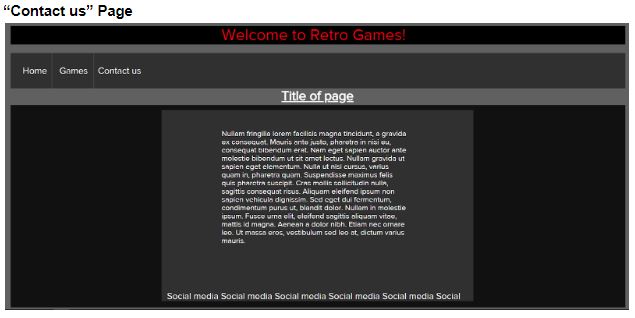 “Contact us” Page
Welcome to Retro Games!
Home Games Contact us
Title of page
Nullam fringilla lorem facilisis magna tincidunt, a gravida
ex consequat. Mauris ante justo, pharetra in nisi eu,
consequat bibendum erat. Nam eget sapien auctor ante
molestie bibendum ut sit amet lectus. Nullam gravida ut
sapien eget elementum. Nulla ut nisi cursus, varius
quam in, pharetra quam. Suspendisse maximus felis
quis pharetra suscipit. Cras mollis sollicitudin nulla,
sagittis consequat risus. Aliquam eleifend ipsum non
sapien vehicula dignissim. Sed eget dui fermentum,
condimentum purus ut, blandit dolor. Nullam in molestie
ipsum. Fusce urna elit, eleifend sagittis aliquam vitae,
mattis id magna. Aenean a dolor nibh. Etiam nec ornare
leo. Ut massa eros, vestibulum sed leo at, dictum varius
mauris.
Social media Social media Social media Social media Social media Social